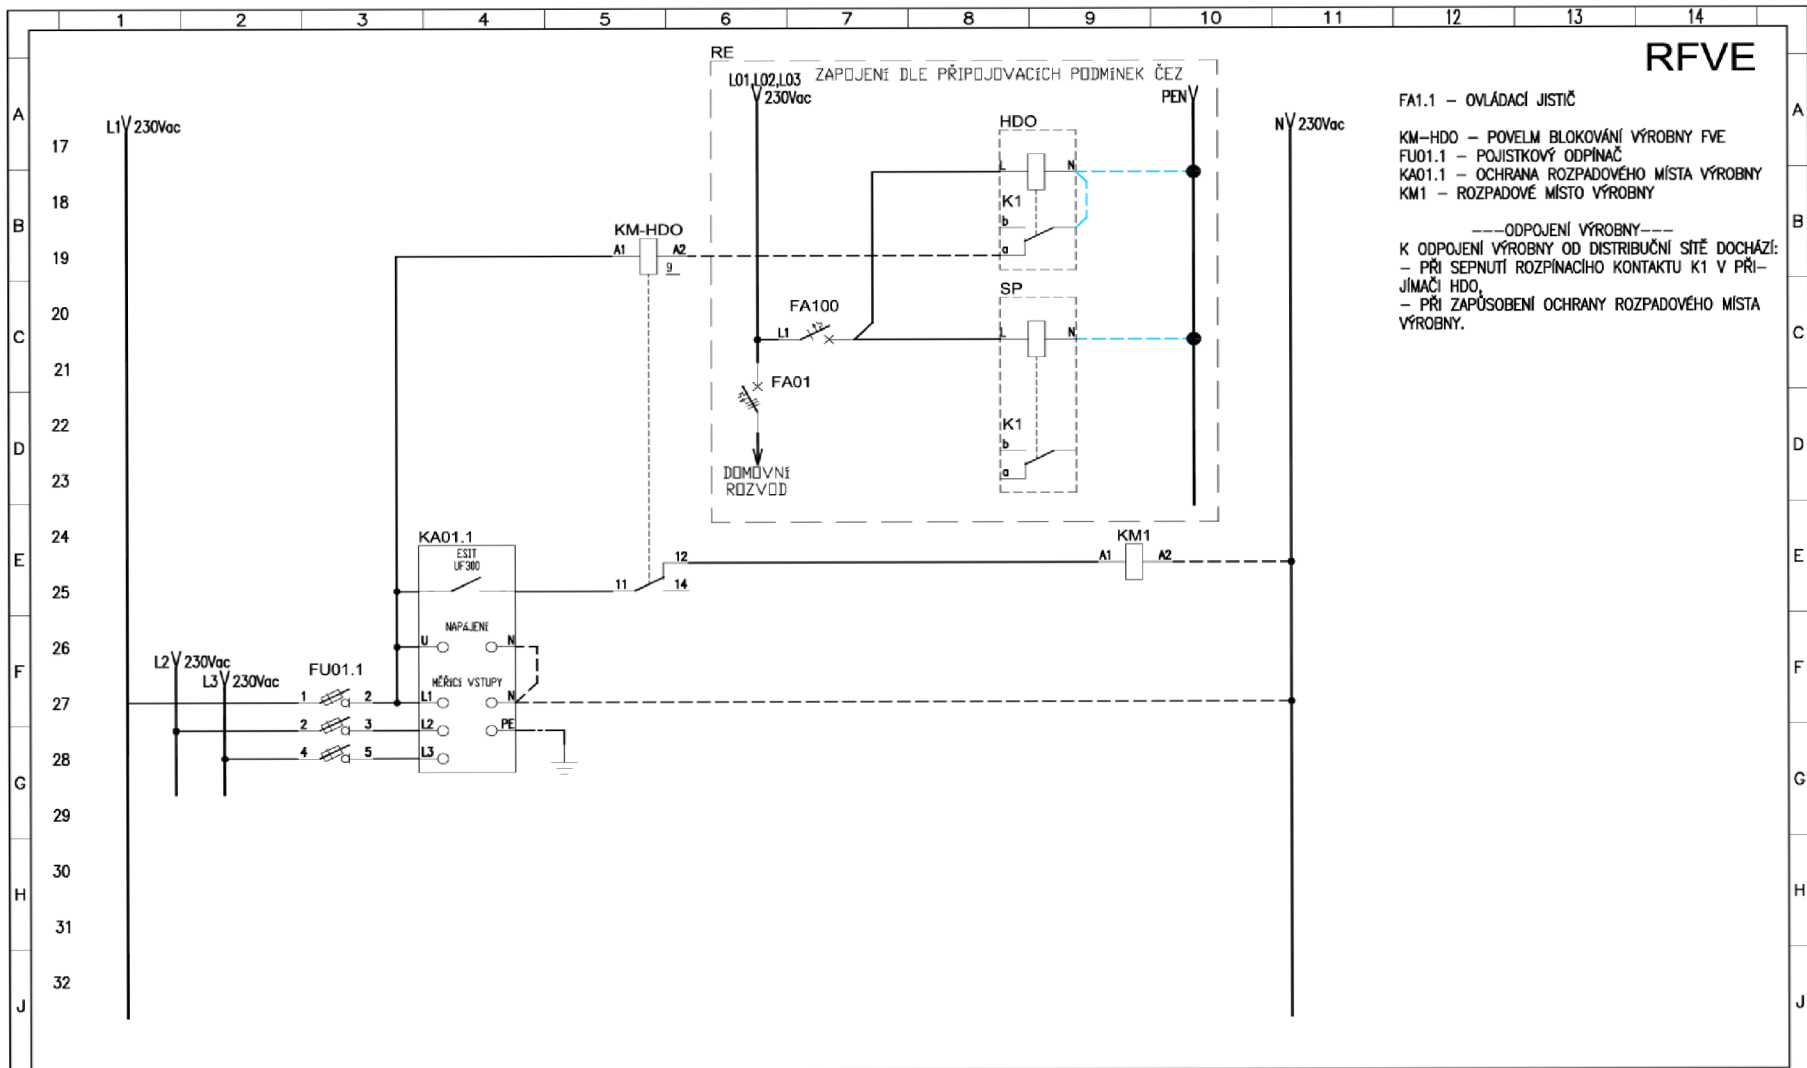 1 2 3 4 5 6 7 8 9 10 11 12 13 14
RFVE
RE
ZAPOJENÍ DLE PŘIPOJOVACÍCH PODMÍNEK ČEZ
L01,L02,L03
230Vac
PEN
A
A
L1 230Vac
N 230Vac
FA1.1 – OVLÁDACÍ JISTIČ
KM-HDO – POVELM BLOKOVÁNÍ VÝROBNY FVE
FU01.1 – POJISTKOVÝ ODPÍNAČ
KA01.1 – OCHRANA ROZPADOVÉHO MÍSTA VÝROBNY
KM1 – ROZPADOVÉ MÍSTO VÝROBNY
---ODPOJENÍ VÝROBNY---
K ODPOJENÍ VÝROBNY OD DISTRIBUČNÍ SÍTĚ DOCHÁZÍ:
– PŘI SEPNUTÍ ROZPÍNACÍHO KONTAKTU K1 V PŘI-
JÍMAČI HDO,
– PŘI ZAPŮSOBENÍ OCHRANY ROZPADOVÉHO MÍSTA
VÝROBNY.
HDO
17
L N
18
K1
B
b
B
KM-HDO
A1 A2
a
19
9
SP
FA100
20
C
L1
L N
C
21
FA01
22
K1
D
b
D
a
DOMOVNÍ
ROZVOD
23
24
KA01.1
KM1
E
ESIT
UF300
12
A1 A2
E
25
11 14
NAPÁJENÍ
26
U N
L2 230Vac
F
L3 230Vac
FU01.1
MĚŘICÍ VSTUPY
F
27
1 2 L1 N
2 3 L2 PE
28
4 5 L3
G
G
29
30
H
H
31
32
J
J